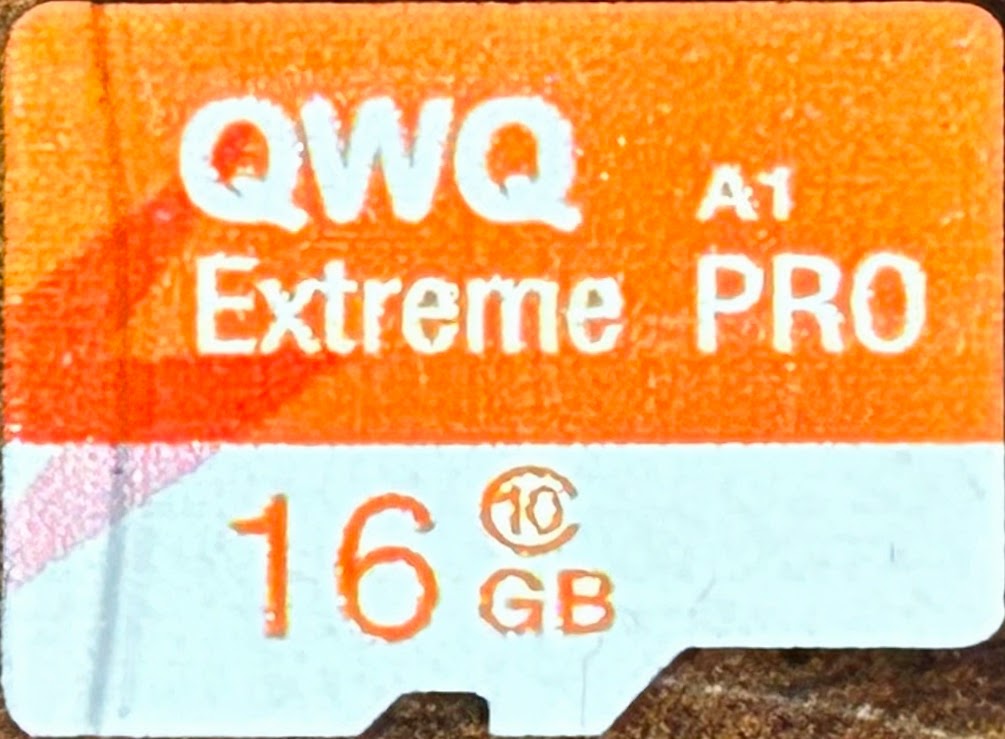 QWQ A1
Extreme PRO
16 10
GB